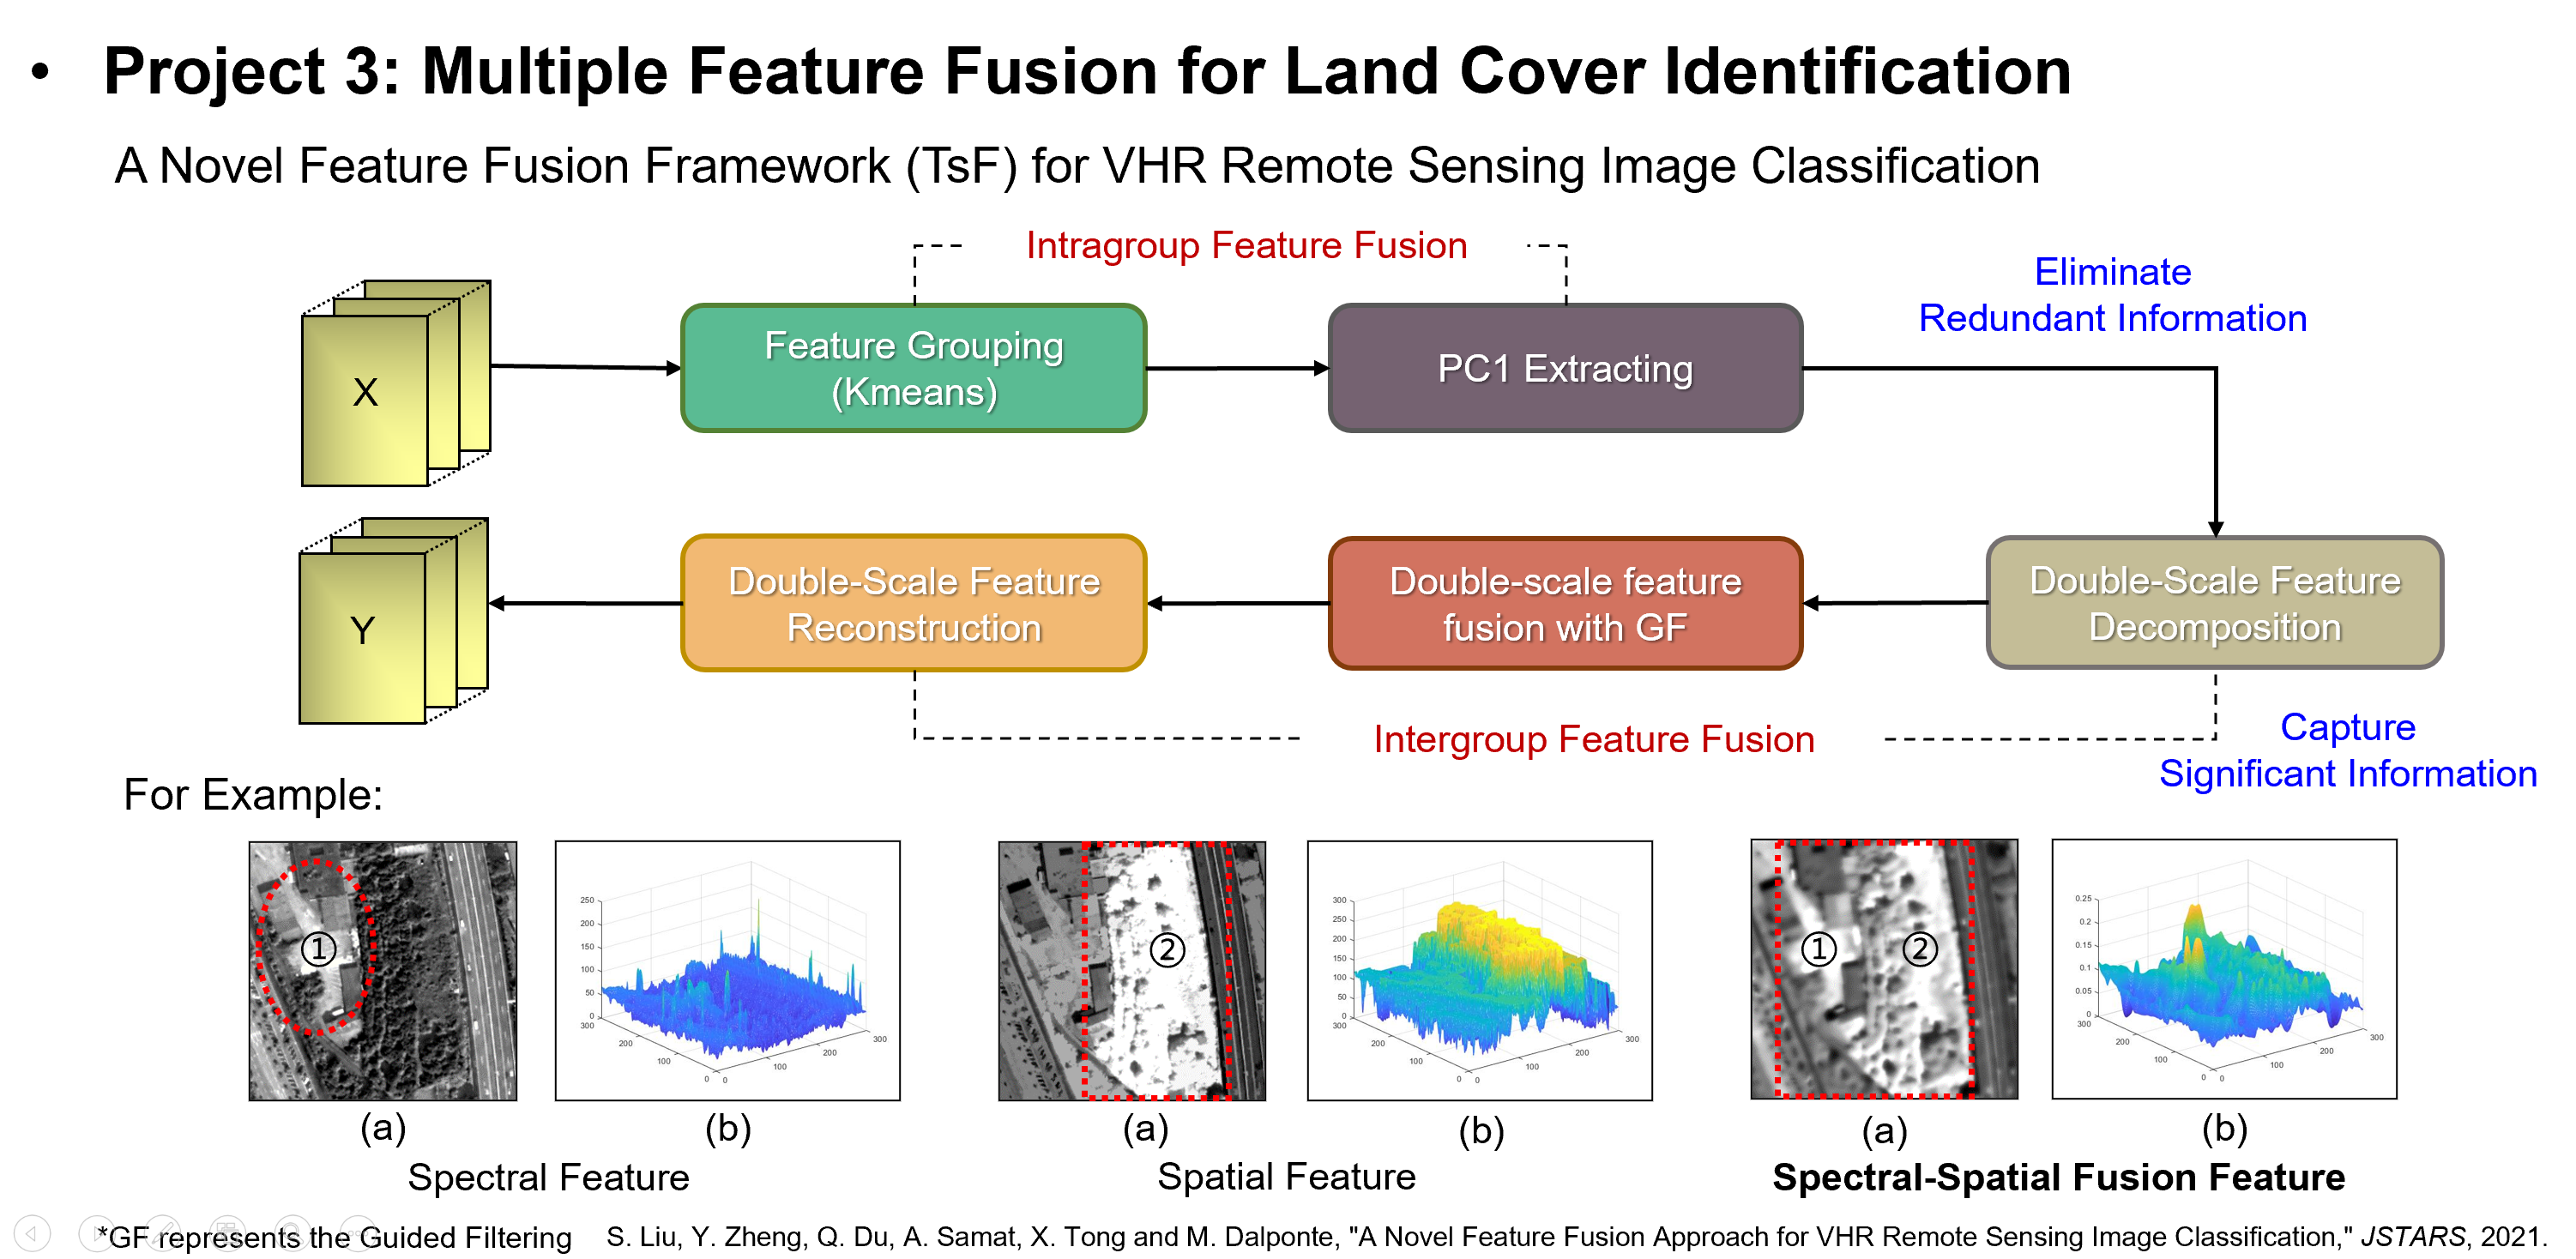 • Project 3: Multiple Feature Fusion for Land Cover Identification
A Novel Feature Fusion Framework (TsF) for VHR Remote Sensing Image Classification
Intragroup Feature Fusion
Eliminate
Redundant Information
X
Feature Grouping
(Kmeans)
PC1 Extracting
Y
Double-Scale Feature
Reconstruction
Double-scale feature
fusion with GF
Double-Scale Feature
Decomposition
Intergroup Feature Fusion
Capture
Significant Information
For Example:
①
250
200
150
100
50
0
300
200
100
0
0
100
200
300
②
300
250
200
150
100
50
0
300
200
100
0
0
100
200
300
① ②
0.25
0.2
0.15
0.1
0.05
0
300
200
100
0
0
100
200
300
(a) (b) (a) (b) (a) (b)
Spectral Feature
Spatial Feature
Spectral-Spatial Fusion Feature
*GF represents the Guided Filtering
S. Liu, Y. Zheng, Q. Du, A. Samat, X. Tong and M. Dalponte, "A Novel Feature Fusion Approach for VHR Remote Sensing Image Classification," JSTARS, 2021.